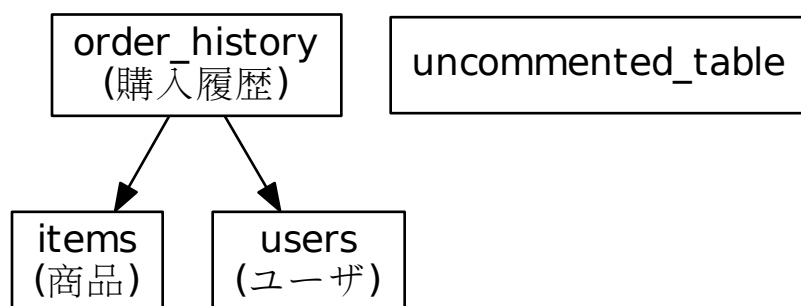 order_history
(購入履歴)
uncommented_table
items
(商品)
users
(ユーザ)